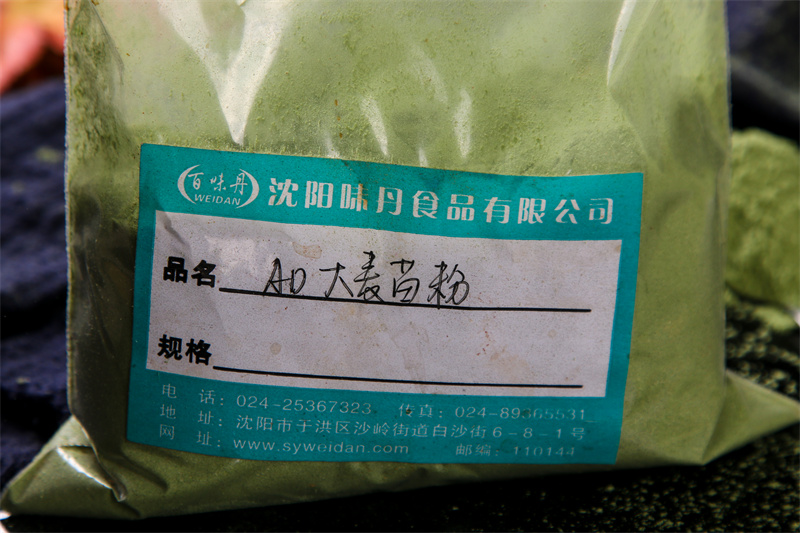 百味丹
WEIDAN
沈阳味丹食品有限公司
品名 AD 大麦苗粉
规格
电 话：024-25367323 传真：024-89365531
地 址：沈阳市于洪区沙岭街道白沙街6-8-1号
网 址：www.syweidan.com 邮编：110144